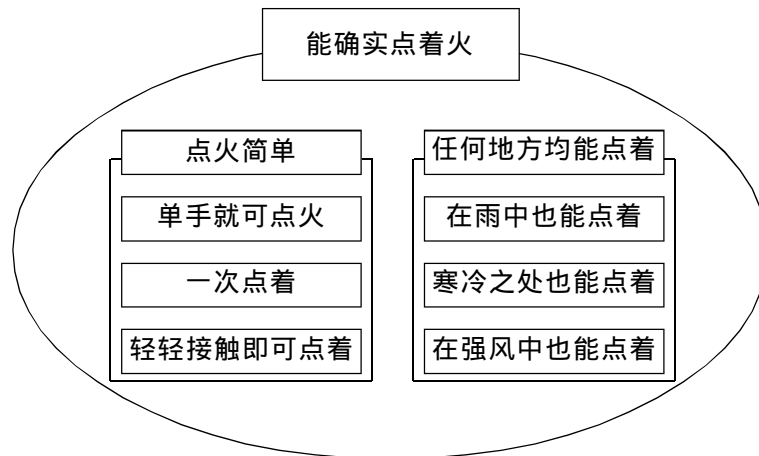 能确实点着火
点火简单
单手就可点火
一次点着
轻轻接触即可点着
任何地方均能点着
在雨中也能点着
寒冷之处也能点着
在强风中也能点着